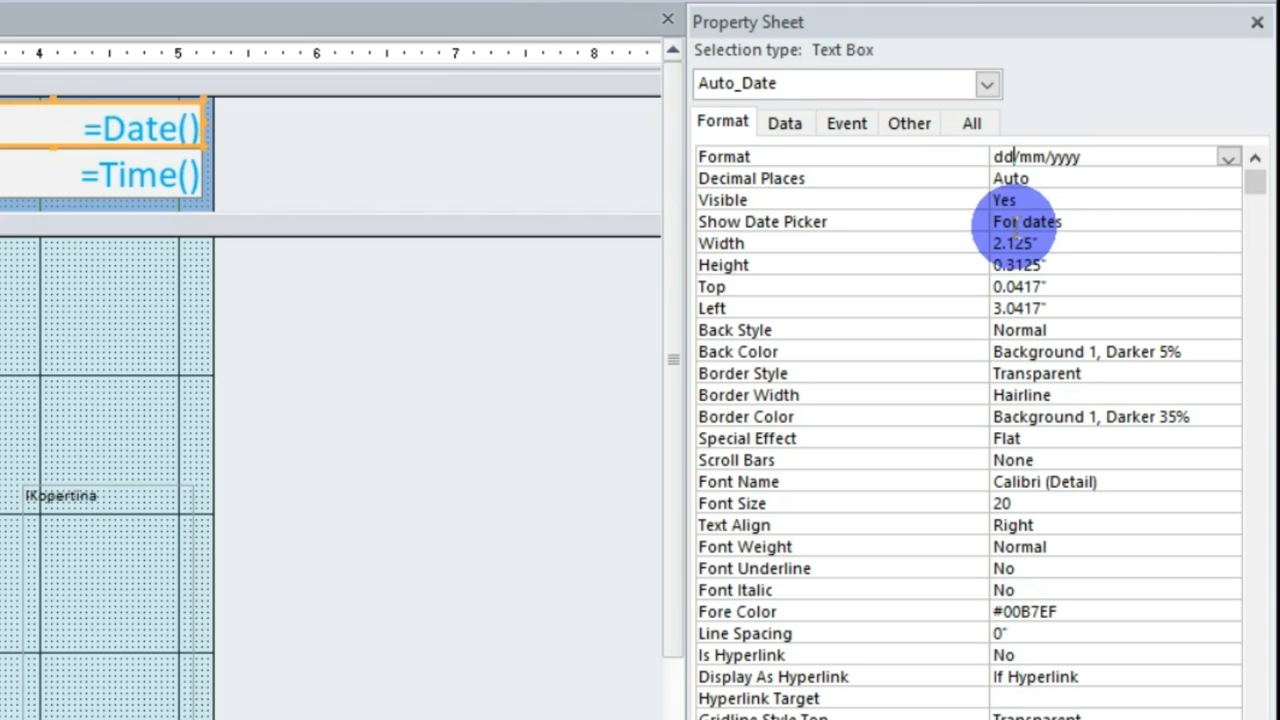 Property Sheet
Selection type: Text Box
4 5 6 7 8
Auto_Date
Format Data Event Other All
=Date()
=Time()
Format dd/mm/yyyy
Decimal Places Auto
Visible Yes
Show Date Picker For dates
Width 2.125"
Height 0.3125"
Top 0.0417"
Left 3.0417"
Back Style Normal
Back Color Background 1, Darker 5%
Border Style Transparent
Border Width Hairline
Border Color Background 1, Darker 35%
Special Effect Flat
Scroll Bars None
Font Name Calibri (Detail)
IKopertina
Font Size 20
Text Align Right
Font Weight Normal
Font Underline No
Font Italic No
Fore Color #00B7EF
Line Spacing 0"
Is Hyperlink No
Display As Hyperlink If Hyperlink
Hyperlink Target
Gridline Style Top Transparent